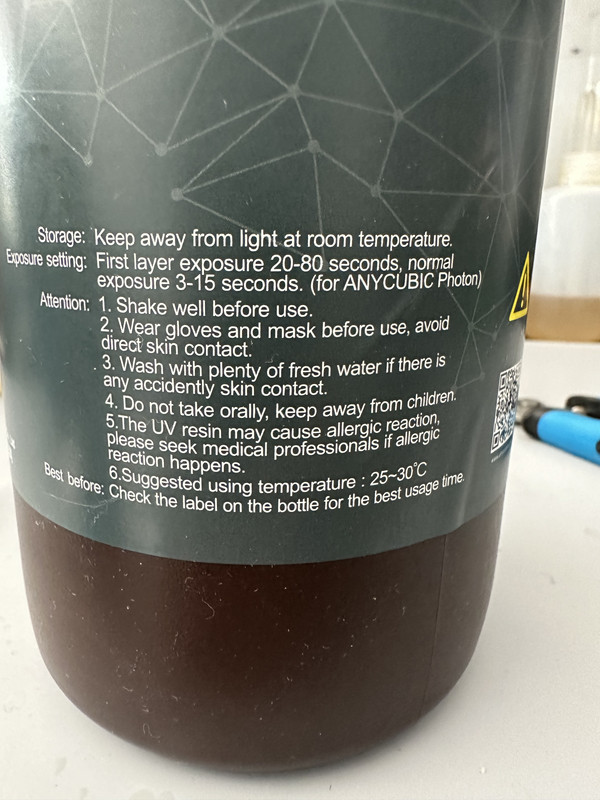 Storage: Keep away from light at room temperature.
Exposure setting: First layer exposure 20-80 seconds, normal
exposure 3-15 seconds. (for ANYCUBIC Photon)
Attention: 1. Shake well before use.
2. Wear gloves and mask before use, avoid
direct skin contact.
3. Wash with plenty of fresh water if there is
any accidently skin contact.
4. Do not take orally, keep away from children.
5.The UV resin may cause allergic reaction,
please seek medical professionals if allergic
reaction happens.
6.Suggested using temperature : 25~30°C
Best before: Check the label on the bottle for the best usage time.